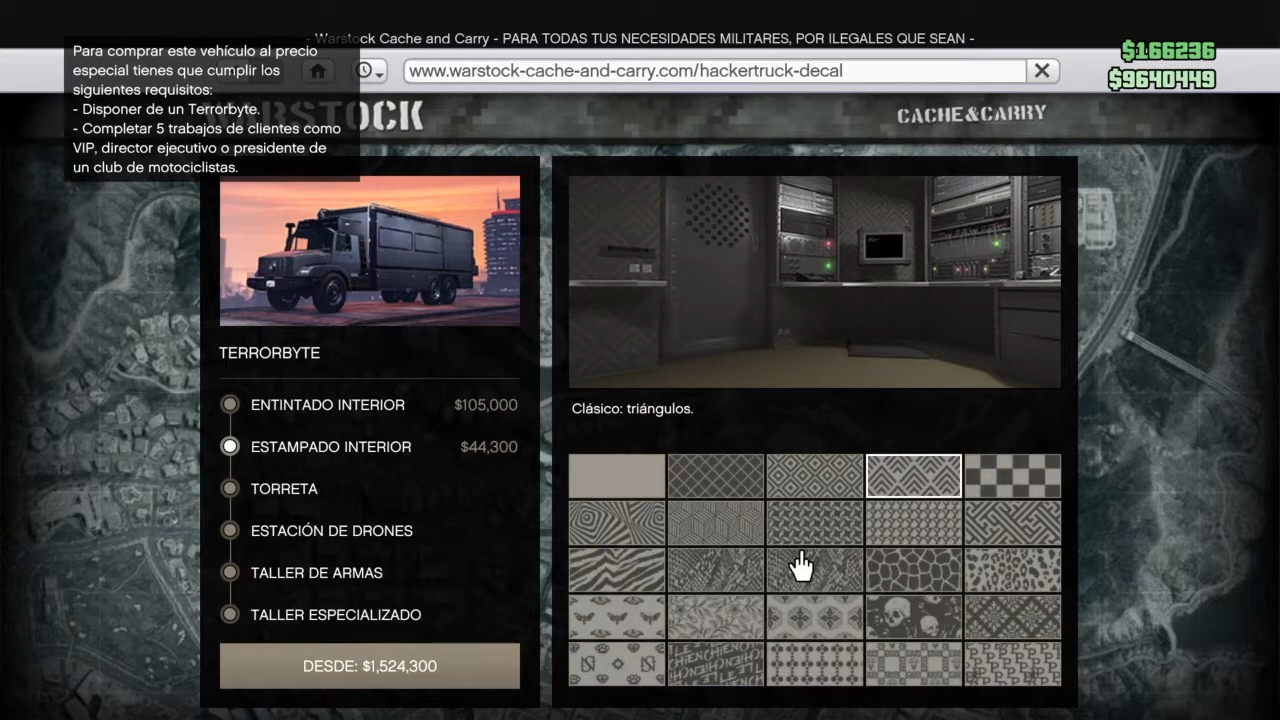 - Warstock Cache and Carry - PARA TODAS TUS NECESIDADES MILITARES, POR ILEGALES QUE SEAN -
Para comprar este vehículo al precio
especial tienes que cumplir los
siguientes requisitos:
- Disponer de un Terrorbyte.
- Completar 5 trabajos de clientes como
VIP, director ejecutivo o presidente de
un club de motociclistas.
www.warstock-cache-and-carry.com/hackertruck-decal
$166236
$9640449
WARSTOCK
CACHE&CARRY
TERRORBYTE
ENTINTADO INTERIOR $105,000
ESTAMPADO INTERIOR $44,300
TORRETA
ESTACIÓN DE DRONES
TALLER DE ARMAS
TALLER ESPECIALIZADO
DESDE: $1,524,300
Clásico: triángulos.